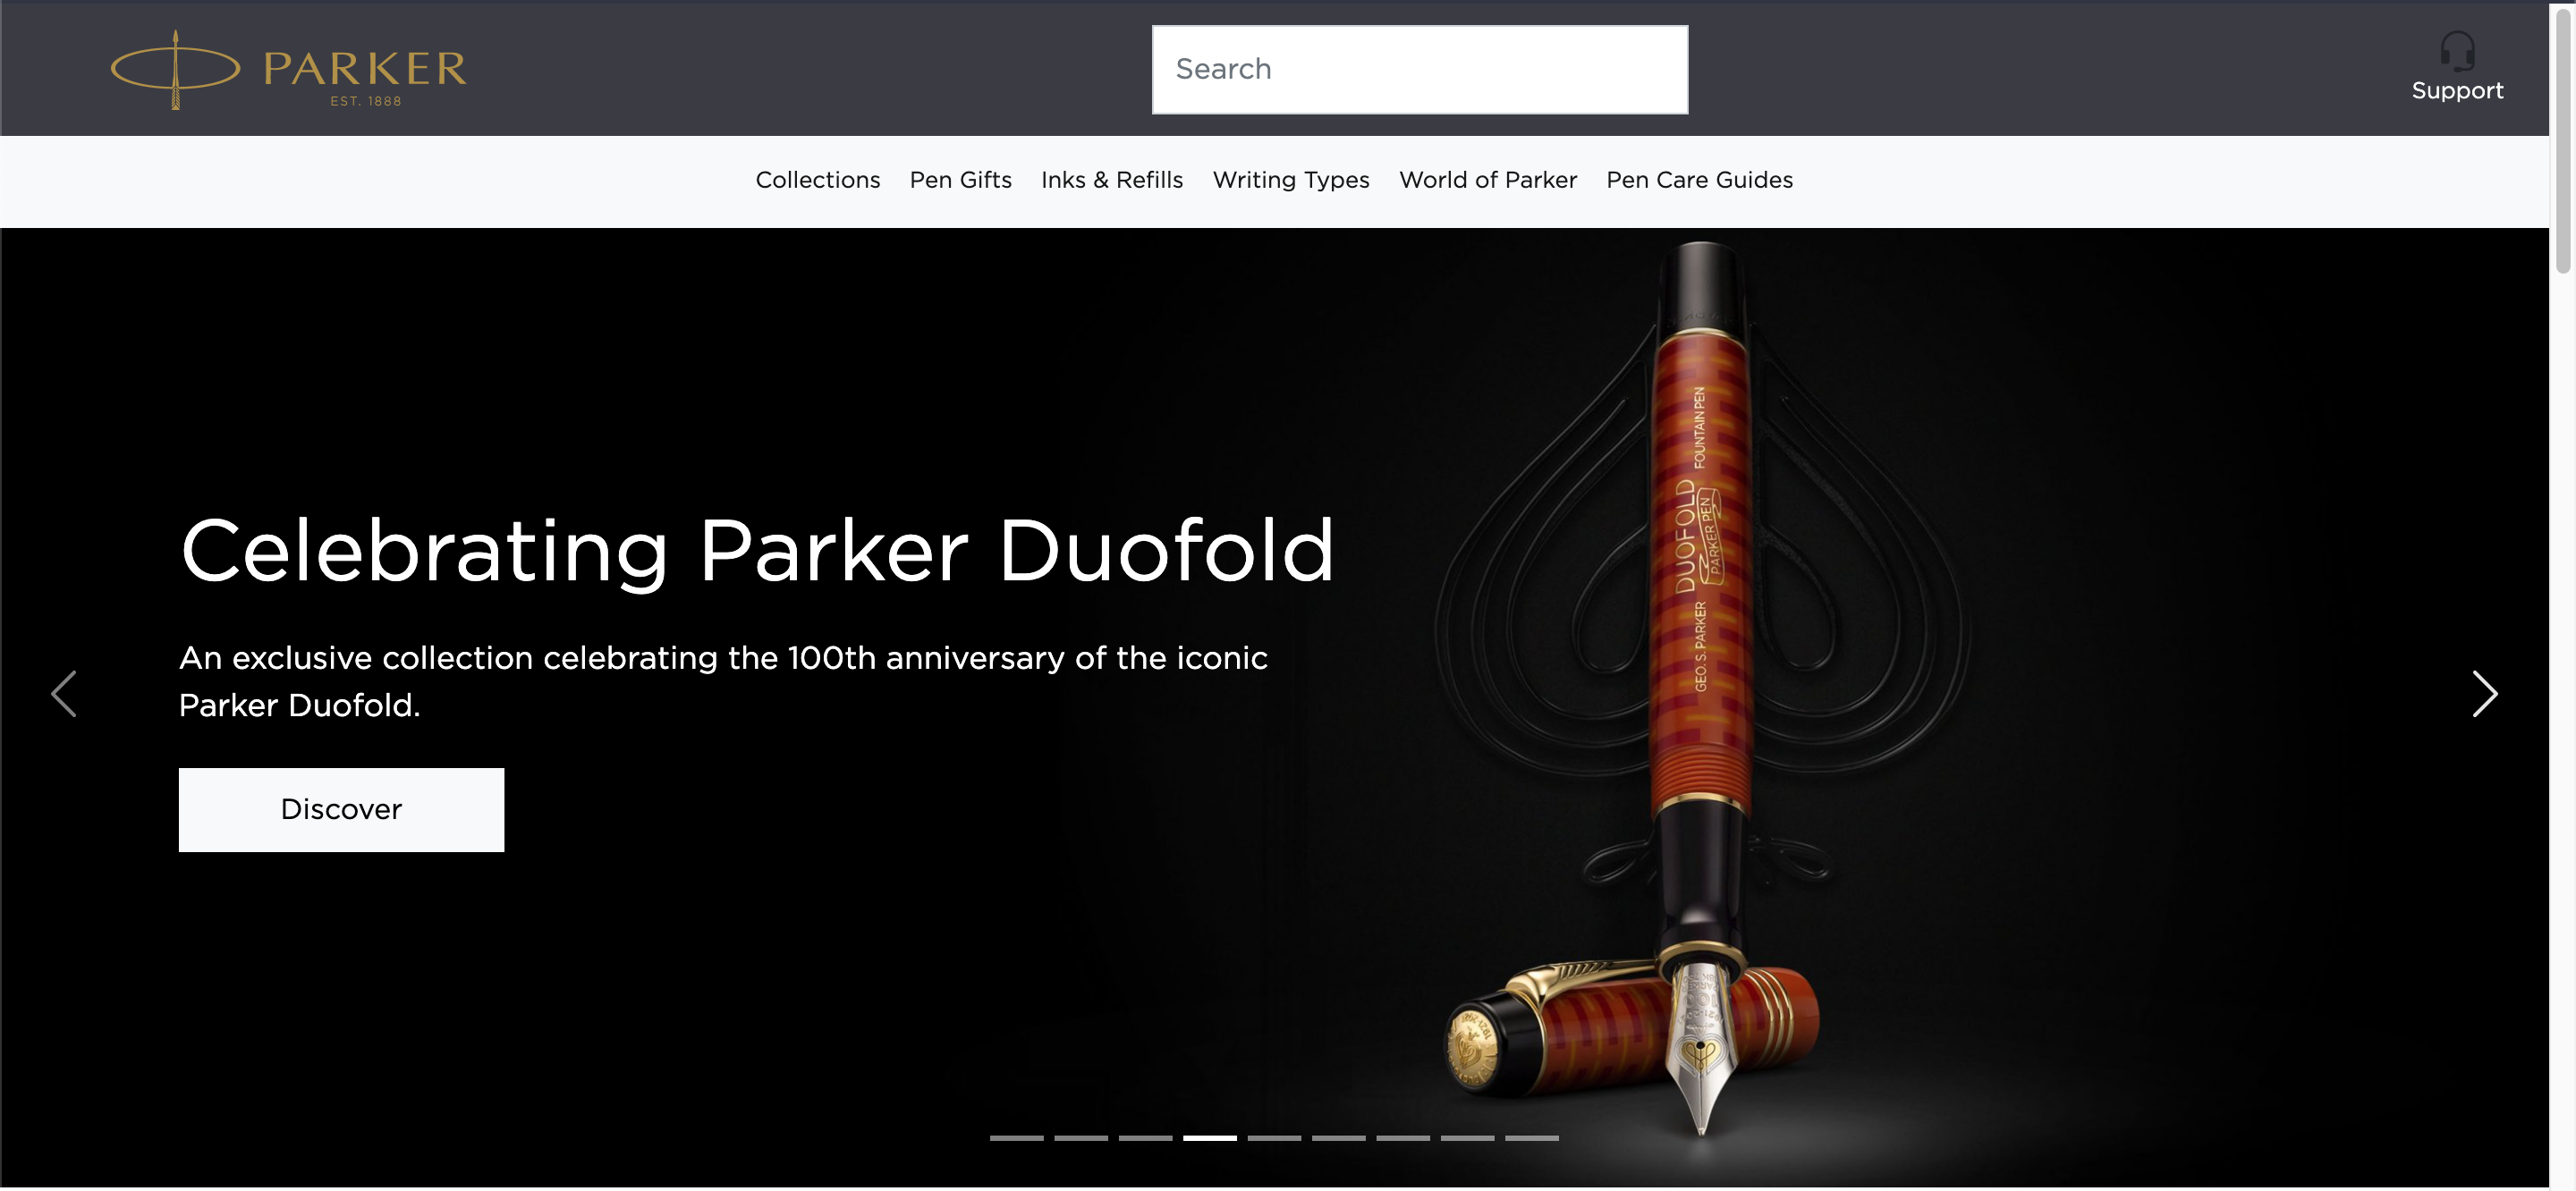 PARKER
EST. 1888
Search
Support
Collections Pen Gifts Inks & Refills Writing Types World of Parker Pen Care Guides
Celebrating Parker Duofold
An exclusive collection celebrating the 100th anniversary of the iconic
Parker Duofold.
Discover
GEO. S. PARKER DUOFOLD FOUNTAIN PEN
PARKER PEN